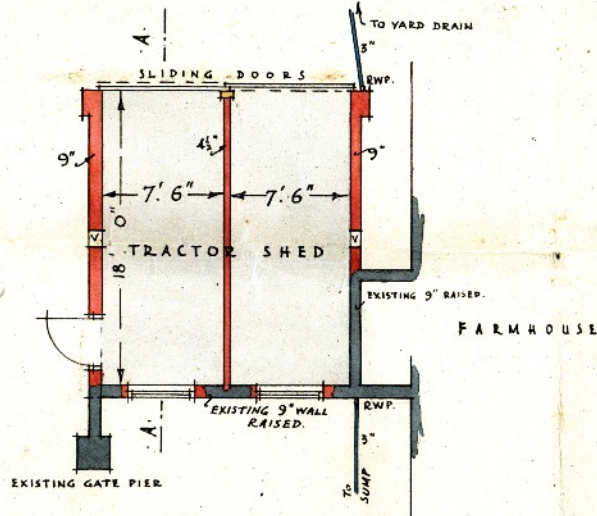 A.
TO YARD DRAIN
3"
SLIDING DOORS
RWP.
9"
4½"
9"
7'. 6"
7'. 6"
18'. 0"
V
V
TRACTOR SHED
EXISTING 9" RAISED.
FARMHOUSE
EXISTING 9" WALL
RAISED.
RWP.
A.
3"
TO
SUMP
EXISTING GATE PIER